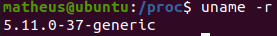 matheus@ubuntu:/proc$ uname -r
5.11.0-37-generic